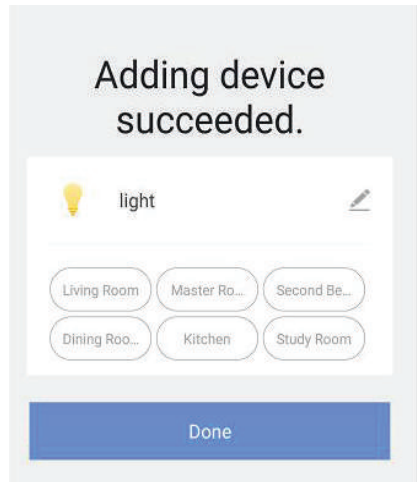 Adding device
succeeded.
light
Living Room Master Ro... Second Be...
Dining Roo... Kitchen Study Room
Done